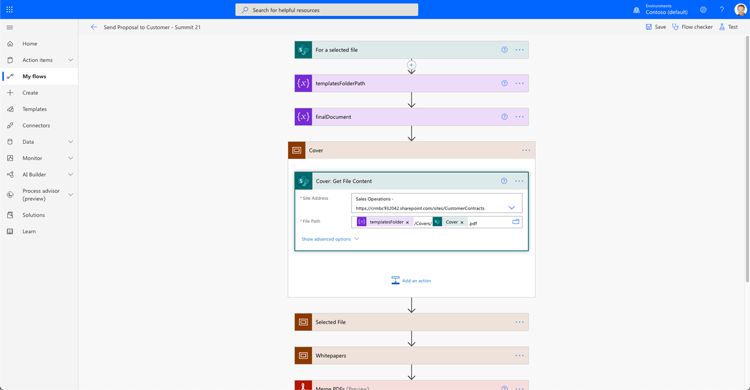 Search for helpful resources
Environments
Contoso (default)
Send Proposal to Customer - Summit 21
Save
Flow checker
Test
Home
Action items
My flows
Create
Templates
Connectors
Data
Monitor
AI Builder
Process advisor
(preview)
Solutions
Learn
For a selected file
templatesFolderPath
finalDocument
Cover
Cover: Get File Content
* Site Address
Sales Operations -
https://crmbc902042.sharepoint.com/sites/CustomerContracts
* File Path
templatesFolder x /Covers/ Cover x .pdf
Show advanced options
Add an action
Selected File
Whitepapers
Merge PDFs (Preview)